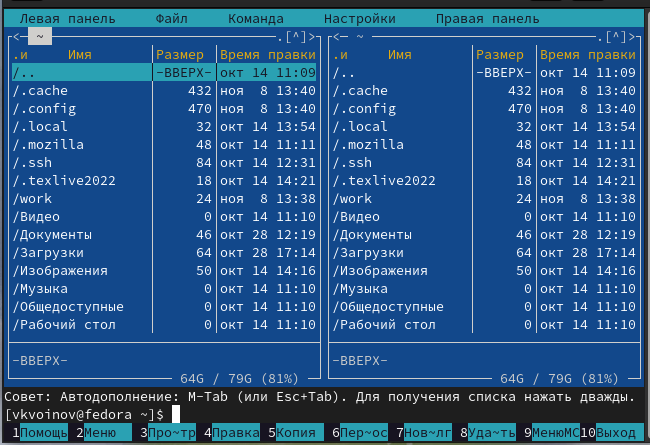 Левая панель Файл Команда Настройки Правая панель
<─ ~ .[^]> <─ ~ .[^]>
.и Имя Размер Время правки .и Имя Размер Время правки
/.. -ВВЕРХ- окт 14 11:09 /.. -ВВЕРХ- окт 14 11:09
/.cache 432 ноя 8 13:40 /.cache 432 ноя 8 13:40
/.config 470 ноя 8 13:40 /.config 470 ноя 8 13:40
/.local 32 окт 14 13:54 /.local 32 окт 14 13:54
/.mozilla 48 окт 14 11:11 /.mozilla 48 окт 14 11:11
/.ssh 84 окт 14 12:31 /.ssh 84 окт 14 12:31
/.texlive2022 18 окт 14 14:21 /.texlive2022 18 окт 14 14:21
/work 24 ноя 8 13:38 /work 24 ноя 8 13:38
/Видео 0 окт 14 11:10 /Видео 0 окт 14 11:10
/Документы 46 окт 28 12:19 /Документы 46 окт 28 12:19
/Загрузки 64 окт 28 17:14 /Загрузки 64 окт 28 17:14
/Изображения 50 окт 14 14:16 /Изображения 50 окт 14 14:16
/Музыка 0 окт 14 11:10 /Музыка 0 окт 14 11:10
/Общедоступные 0 окт 14 11:10 /Общедоступные 0 окт 14 11:10
/Рабочий стол 0 окт 14 11:10 /Рабочий стол 0 окт 14 11:10
-ВВЕРХ- -ВВЕРХ-
64G / 79G (81%) 64G / 79G (81%)
Совет: Автодополнение: M-Tab (или Esc+Tab). Для получения списка нажать дважды.
[vkvoinov@fedora ~]$
1Помощь 2Меню 3Про~тр 4Правка 5Копия 6Пер~ос 7Нов~лг 8Уда~ть 9МенюMC 10Выход